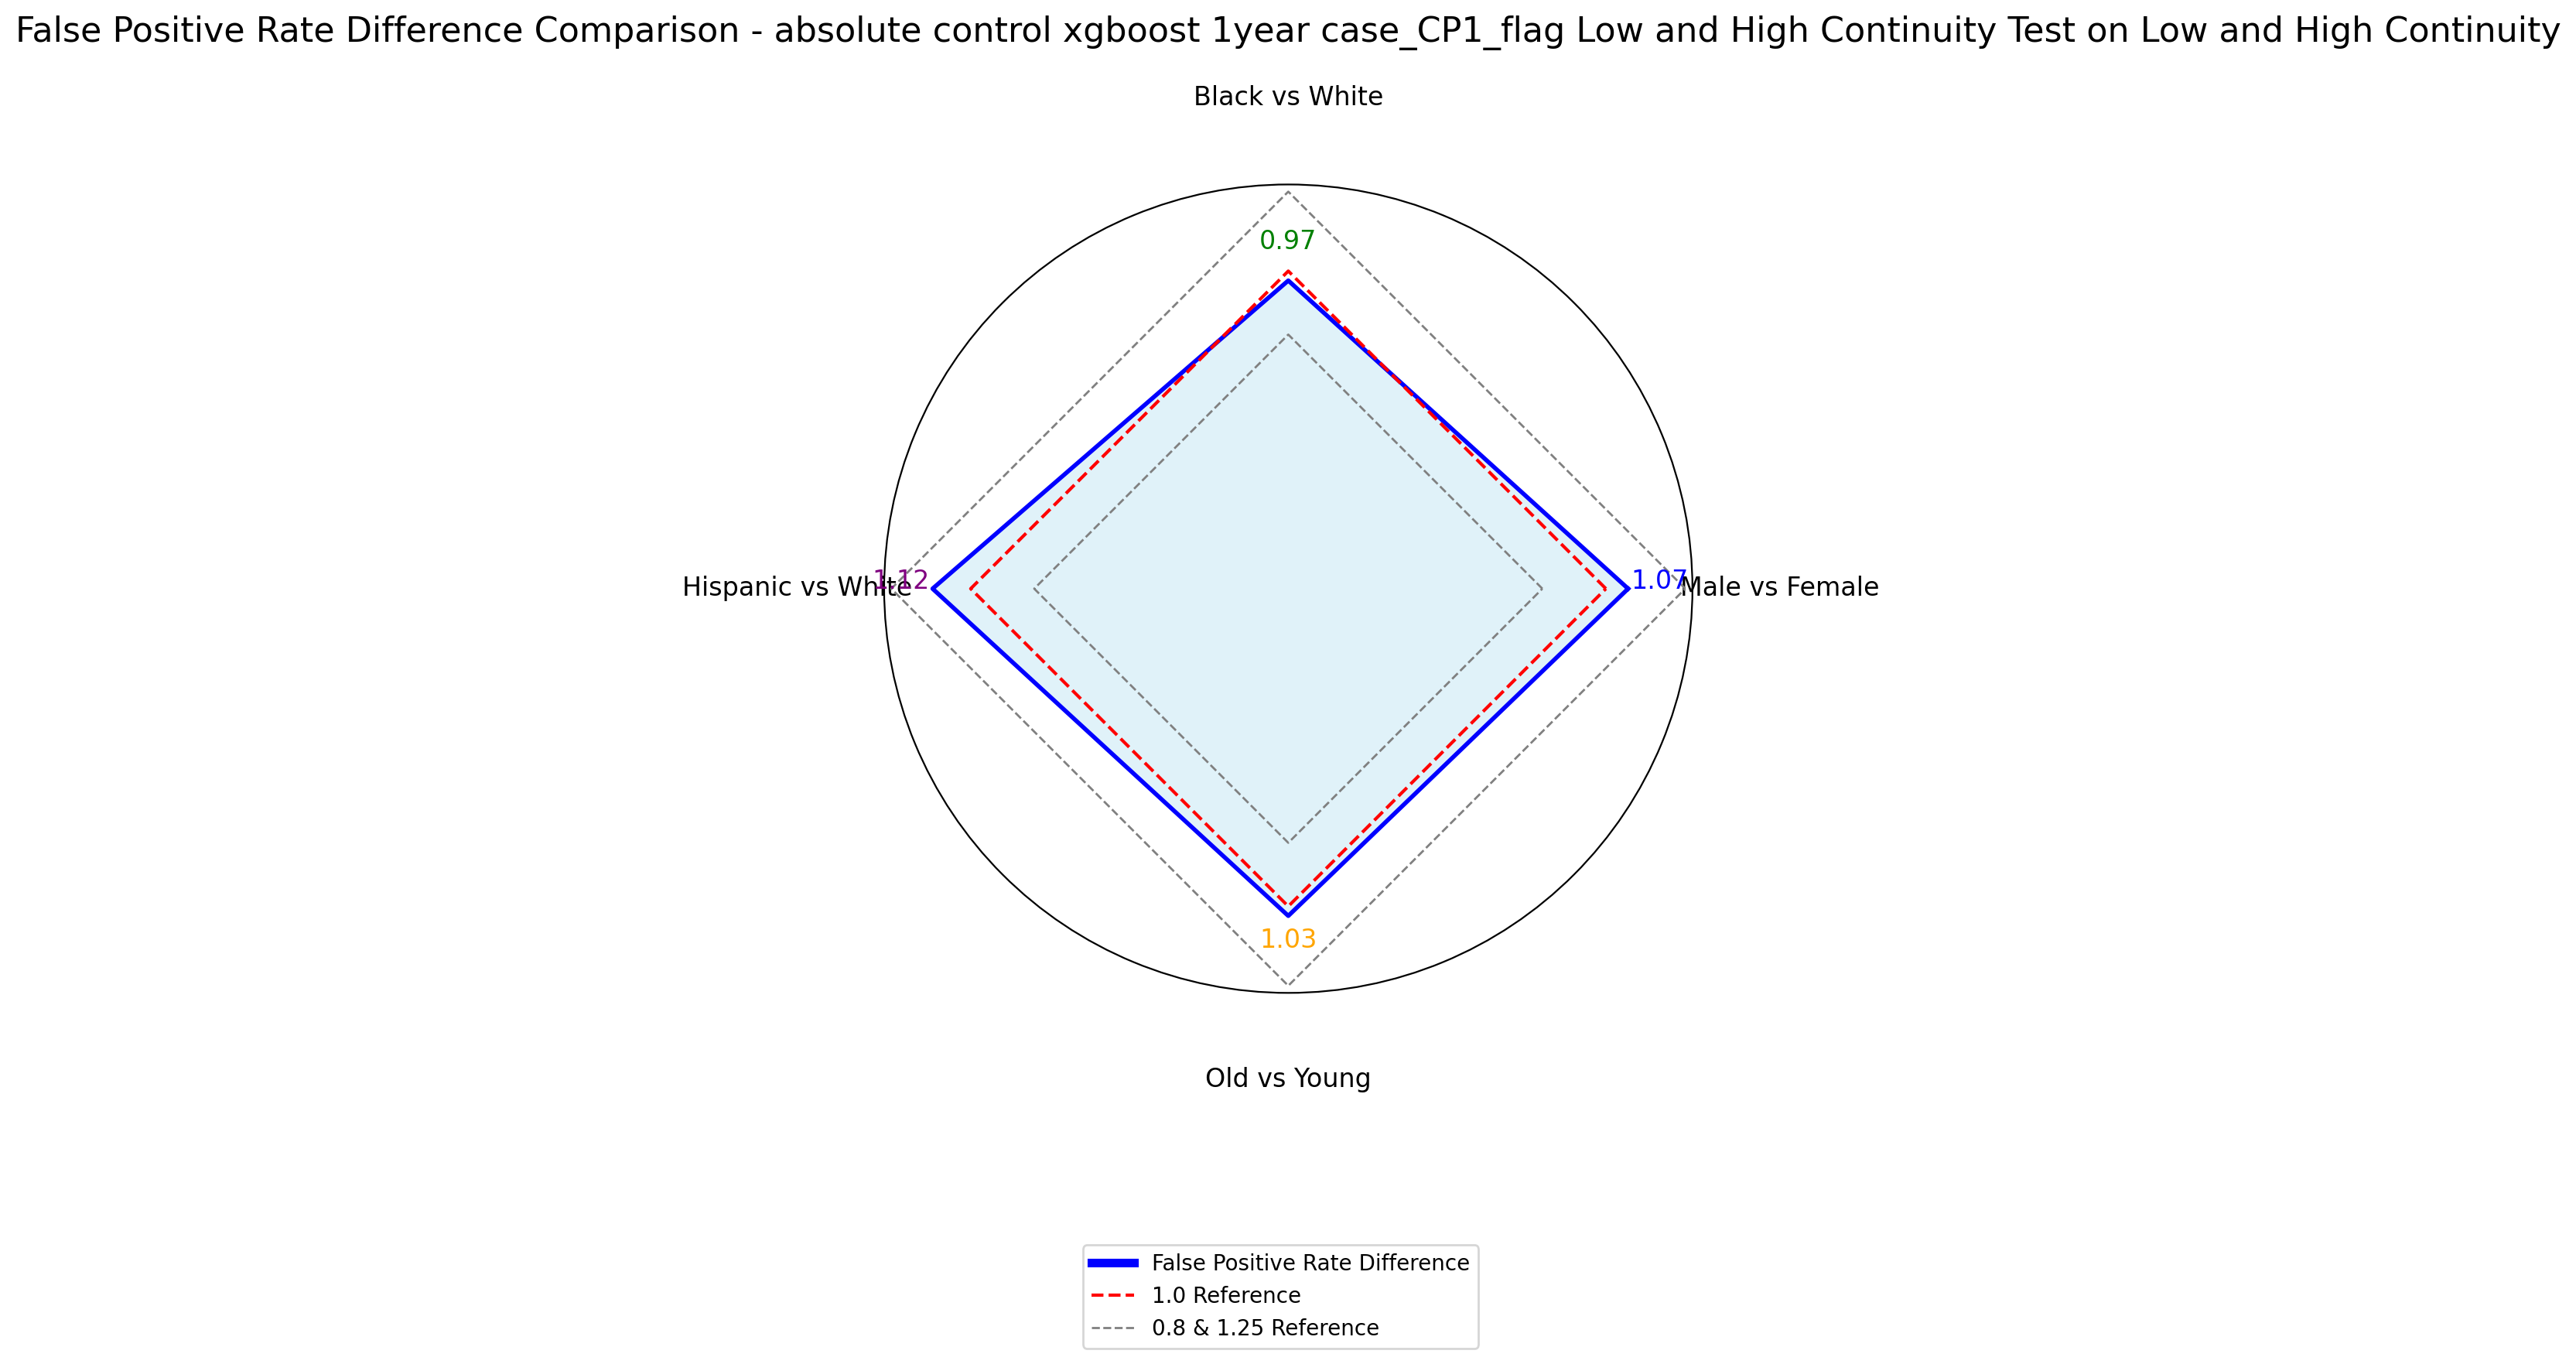 False Positive Rate Difference Comparison - absolute control xgboost 1year case_CP1_flag Low and High Continuity Test on Low and High Continuity
Black vs White
0.97
Hispanic vs White
1.12
1.07
Male vs Female
1.03
Old vs Young
False Positive Rate Difference
1.0 Reference
0.8 & 1.25 Reference